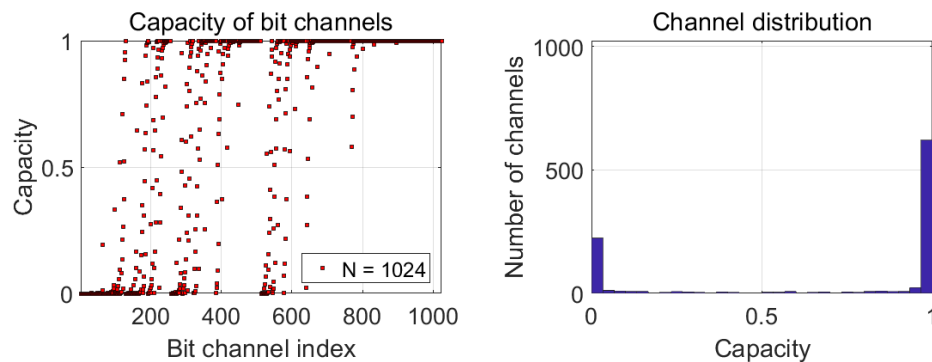 Capacity of bit channels
1
0.5
0
Capacity
N = 1024
200 400 600 800 1000
Bit channel index
Channel distribution
1000
500
0
Number of channels
0 0.5 1
Capacity